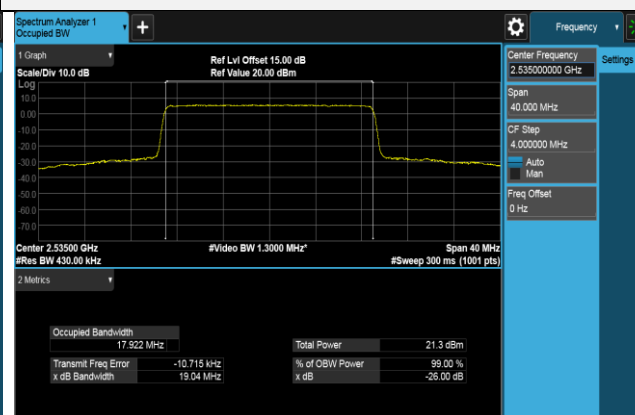 Spectrum Analyzer 1
Occupied BW
+
Frequency
1 Graph
Scale/Div 10.0 dB
Ref Lvl Offset 15.00 dB
Ref Value 20.00 dBm
Log
10.0
0.00
-10.0
-20.0
-30.0
-40.0
-50.0
-60.0
-70.0
Center 2.53500 GHz
#Video BW 1.3000 MHz*
Span 40 MHz
#Res BW 430.00 kHz
#Sweep 300 ms (1001 pts)
2 Metrics
Occupied Bandwidth
17.922 MHz
Total Power 21.3 dBm
Transmit Freq Error -10.715 kHz
% of OBW Power 99.00 %
x dB Bandwidth 19.04 MHz
x dB -26.00 dB
Center Frequency
2.535000000 GHz
Settings
Span
40.000 MHz
CF Step
4.000000 MHz
Auto
Man
Freq Offset
0 Hz